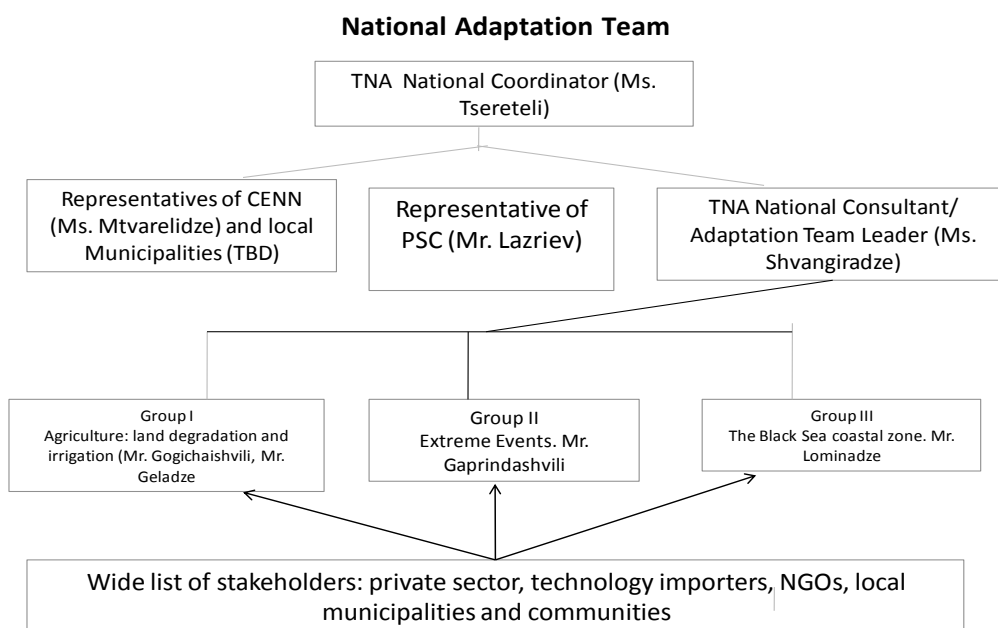 National Adaptation Team
TNA National Coordinator (Ms.
Tsereteli)
Representatives of CENN
(Ms. Mtvarelidze) and local
Municipalities (TBD)
Representative of
PSC (Mr. Lazriev)
TNA National Consultant/
Adaptation Team Leader (Ms.
Shvangiradze)
Group I
Agriculture: land degradation and
irrigation (Mr. Gogichaishvili, Mr.
Geladze
Group II
Extreme Events. Mr.
Gaprindashvili
Group III
The Black Sea coastal zone. Mr.
Lominadze
Wide list of stakeholders: private sector, technology importers, NGOs, local
municipalities and communities